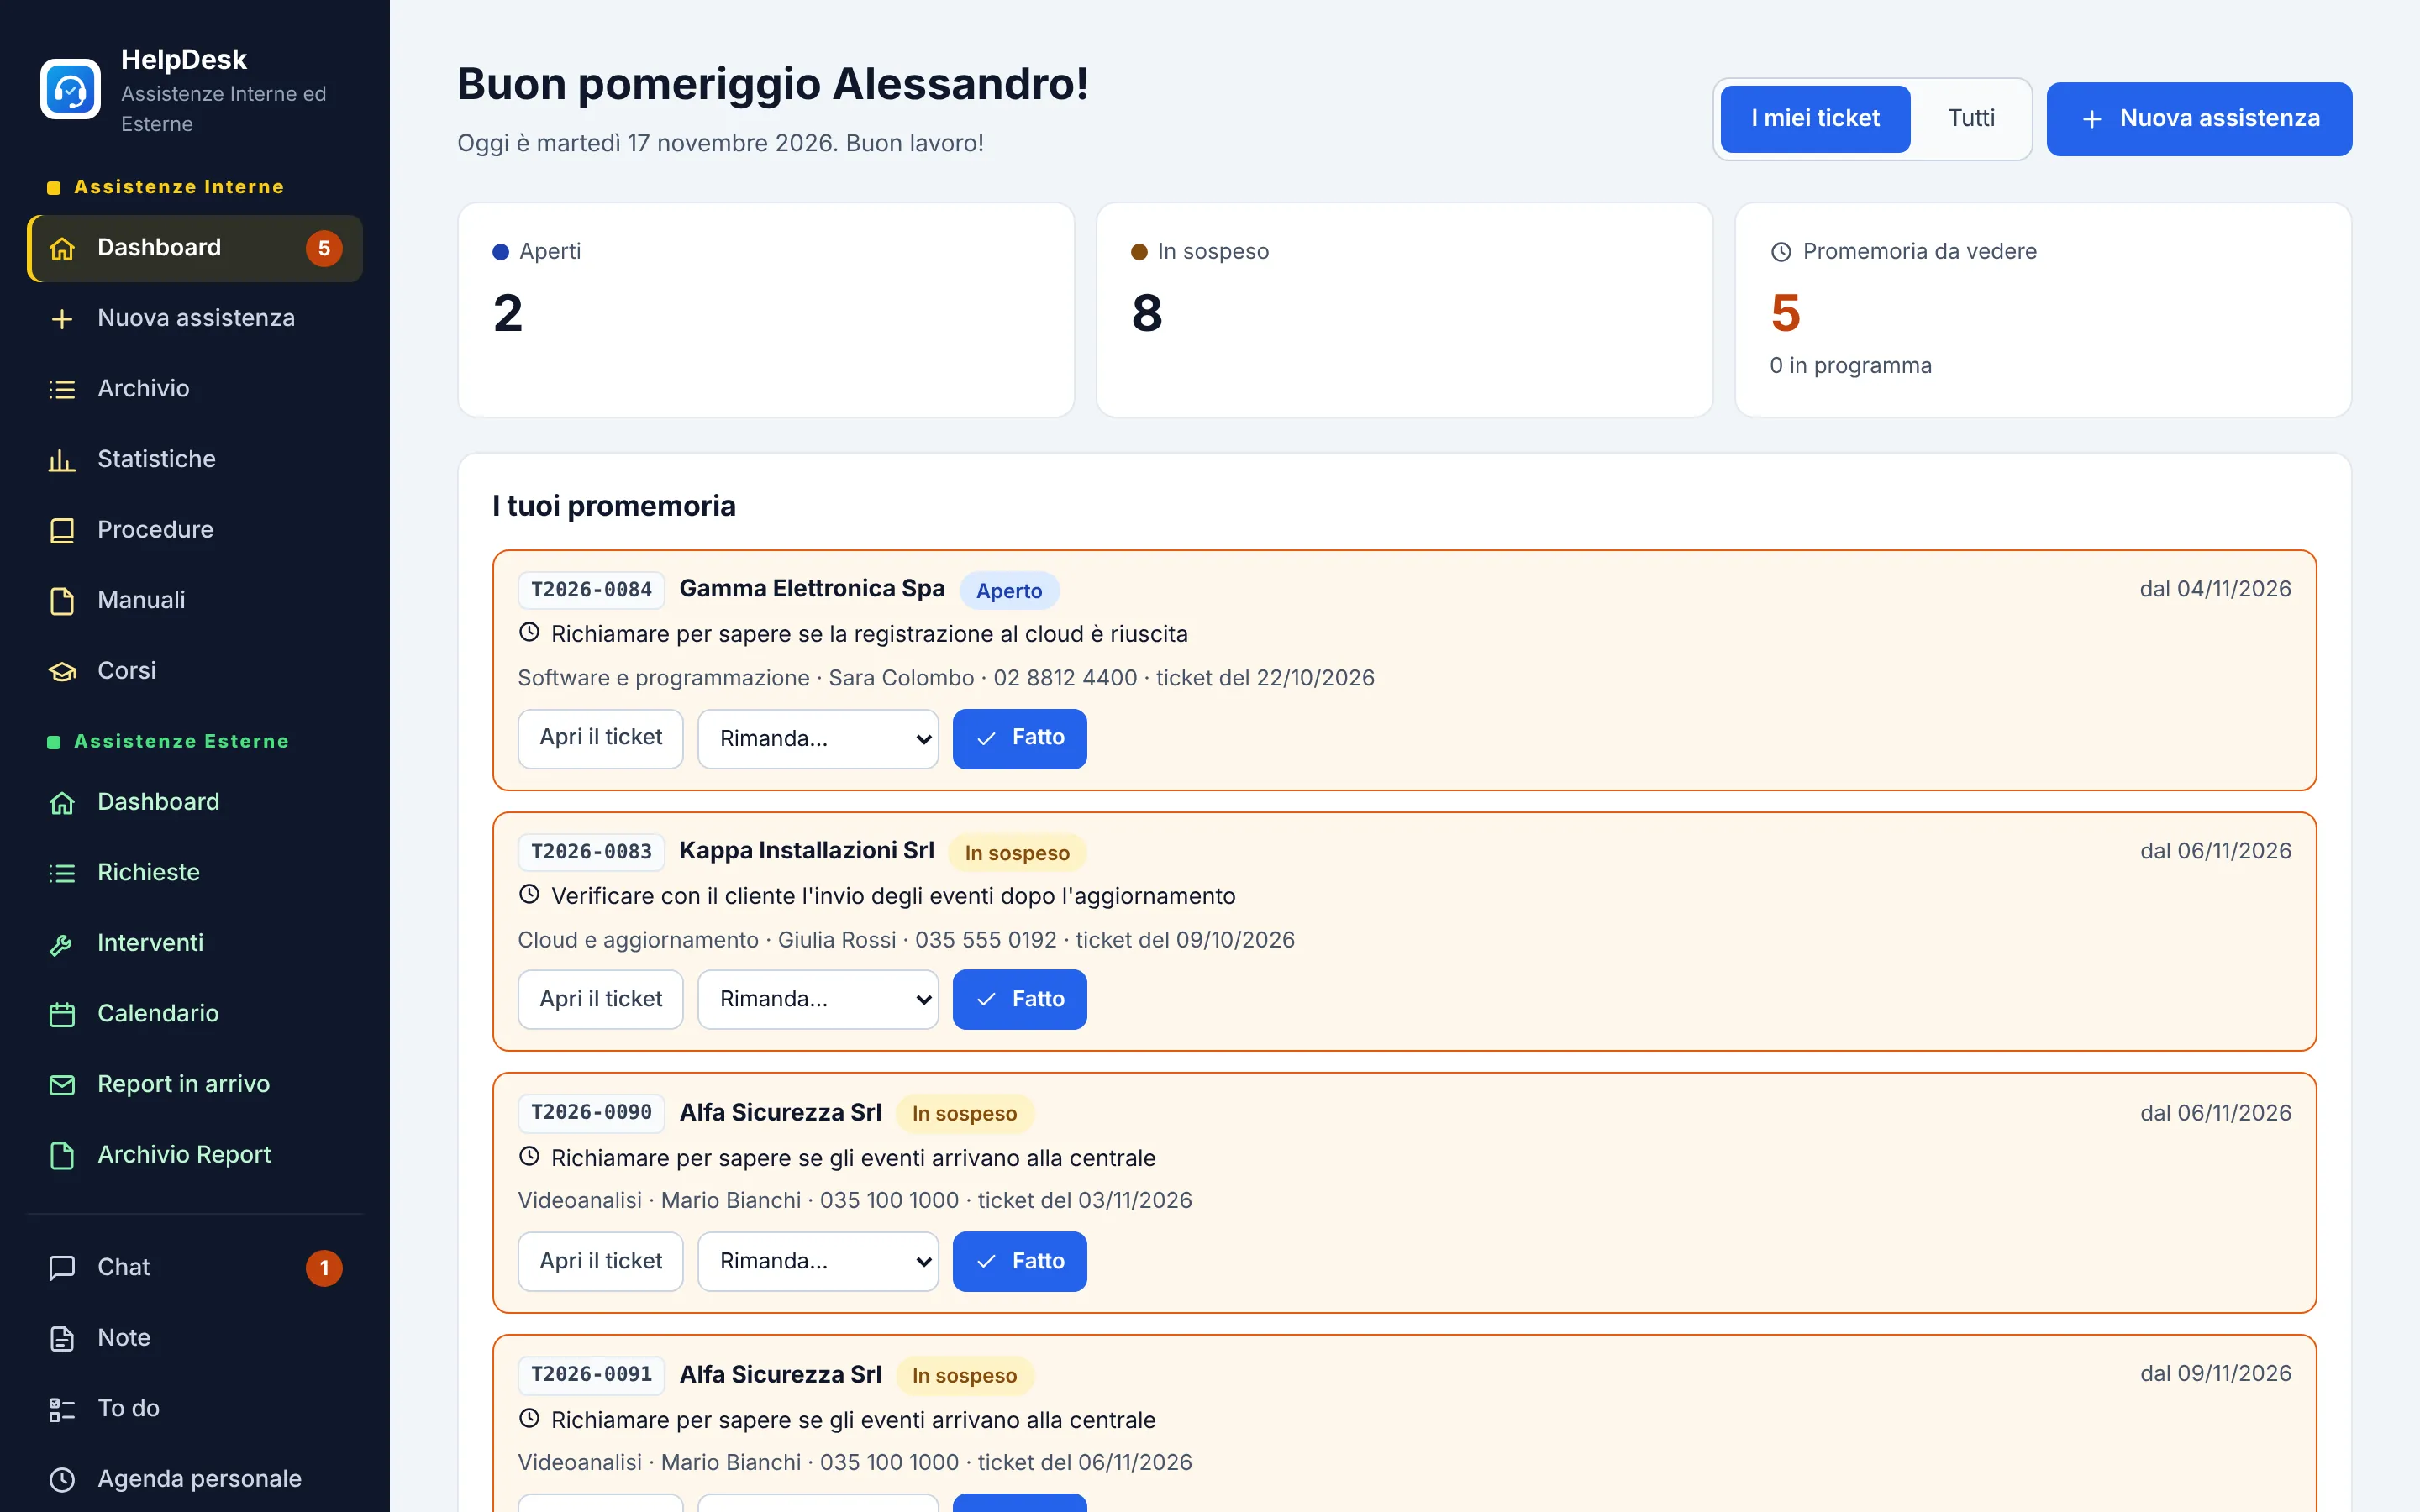 HelpDesk
Assistenze Interne ed
Esterne
Assistenze Interne
Dashboard 5
Nuova assistenza
Archivio
Statistiche
Procedure
Manuali
Corsi
Assistenze Esterne
Dashboard
Richieste
Interventi
Calendario
Report in arrivo
Archivio Report
Chat 1
Note
To do
Agenda personale
Buon pomeriggio Alessandro!
Oggi è martedì 17 novembre 2026. Buon lavoro!
I miei ticket Tutti Nuova assistenza
Aperti
2
In sospeso
8
Promemoria da vedere
5
0 in programma
I tuoi promemoria
T2026-0084 Gamma Elettronica Spa Aperto dal 04/11/2026
Richiamare per sapere se la registrazione al cloud è riuscita
Software e programmazione · Sara Colombo · 02 8812 4400 · ticket del 22/10/2026
Apri il ticket Rimanda... Fatto
T2026-0083 Kappa Installazioni Srl In sospeso dal 06/11/2026
Verificare con il cliente l'invio degli eventi dopo l'aggiornamento
Cloud e aggiornamento · Giulia Rossi · 035 555 0192 · ticket del 09/10/2026
Apri il ticket Rimanda... Fatto
T2026-0090 Alfa Sicurezza Srl In sospeso dal 06/11/2026
Richiamare per sapere se gli eventi arrivano alla centrale
Videoanalisi · Mario Bianchi · 035 100 1000 · ticket del 03/11/2026
Apri il ticket Rimanda... Fatto
T2026-0091 Alfa Sicurezza Srl In sospeso dal 09/11/2026
Richiamare per sapere se gli eventi arrivano alla centrale
Videoanalisi · Mario Bianchi · 035 100 1000 · ticket del 06/11/2026